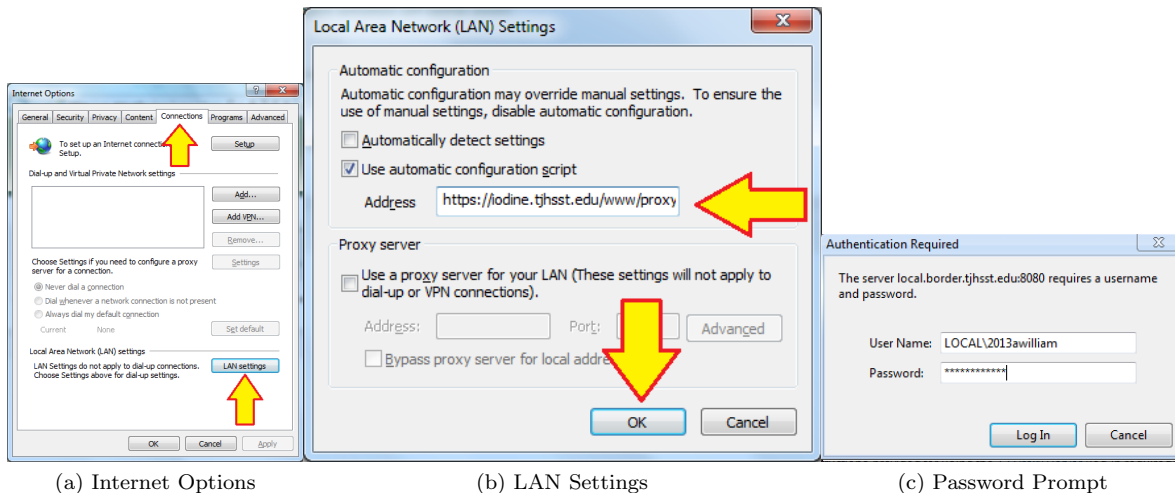 Internet Options
General Security Privacy Content Connections Programs Advanced
To set up an Internet connecti
Setup.
Setup
Dial-up and Virtual Private Network settings
Add...
Add VPN...
Remove...
Choose Settings if you need to configure a proxy
server for a connection.
Settings
Never dial a connection
Dial whenever a network connection is not present
Always dial my default connection
Current None
Set default
Local Area Network (LAN) settings
LAN Settings do not apply to dial-up connections.
Choose Settings above for dial-up settings.
LAN settings
OK Cancel Apply
(a) Internet Options
Local Area Network (LAN) Settings
Automatic configuration
Automatic configuration may override manual settings. To ensure the
use of manual settings, disable automatic configuration.
Automatically detect settings
Use automatic configuration script
Address https://iodine.tjhsst.edu/www/proxy
Proxy server
Use a proxy server for your LAN (These settings will not apply to
dial-up or VPN connections).
Address: Port: Advanced
Bypass proxy server for local addre
OK Cancel
(b) LAN Settings
Authentication Required
The server local.border.tjhsst.edu:8080 requires a username
and password.
User Name: LOCAL\2013awilliam
Password: ************
Log In Cancel
(c) Password Prompt